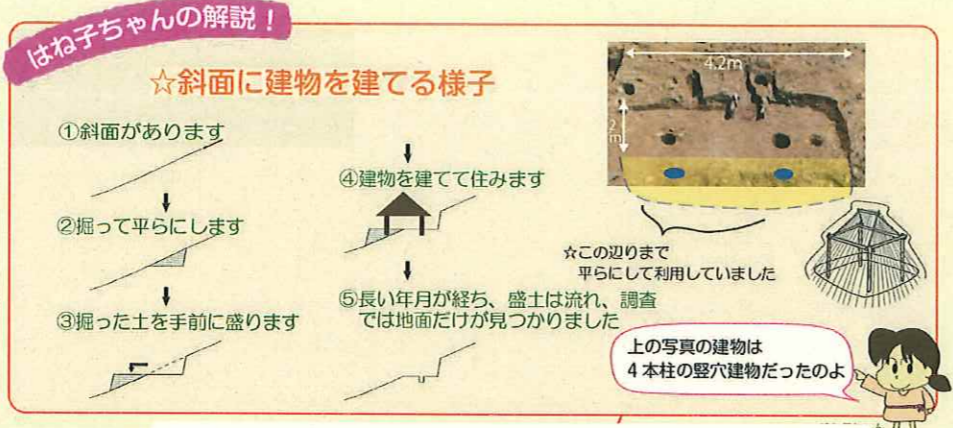 はね子ちゃんの解説！
☆斜面に建物を建てる様子
①斜面があります
②掘って平らにします
③掘った土を手前に盛ります
④建物を建てて住みます
⑤長い年月が経ち、盛土は流れ、調査
では地面だけが見つかりました
4.2m
2m
☆この辺りまで
平らにして利用していました
上の写真の建物は
4本柱の竪穴建物だったのよ